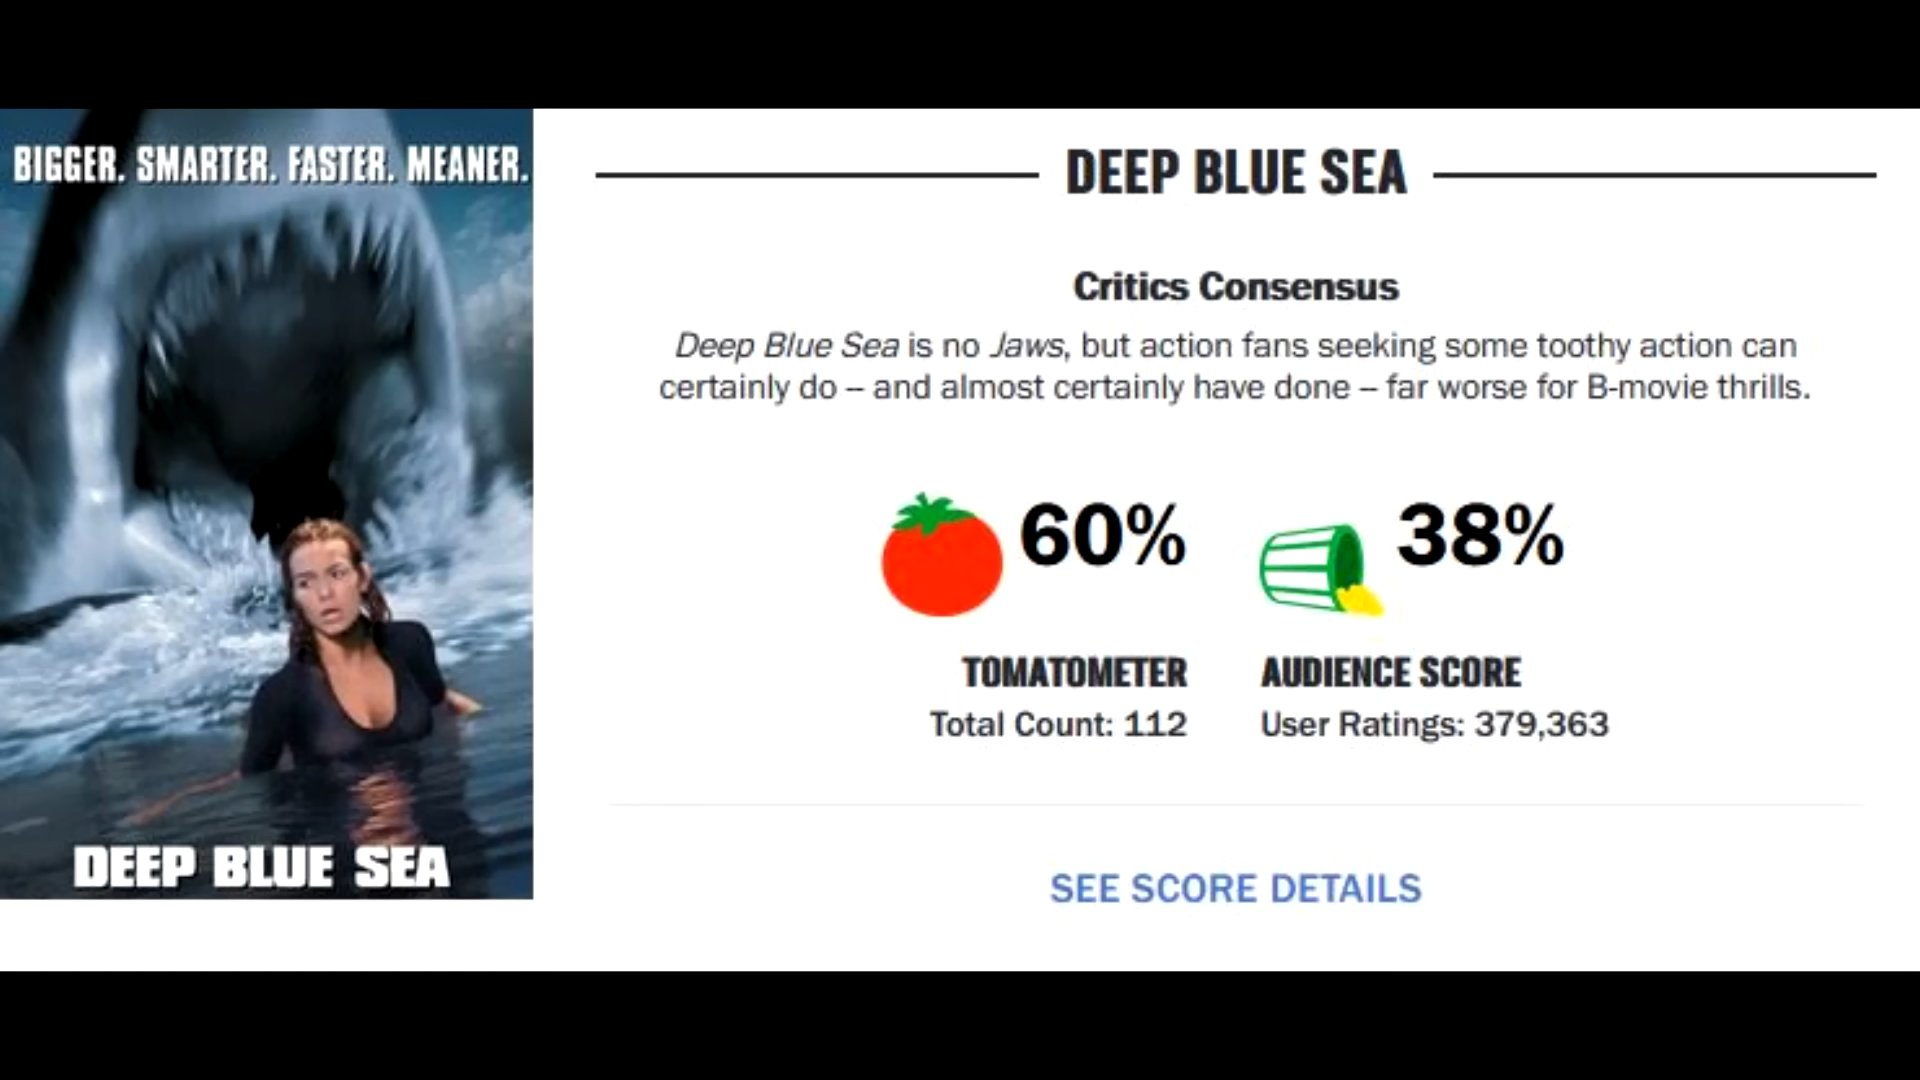 BIGGER. SMARTER. FASTER. MEANER.
DEEP BLUE SEA
DEEP BLUE SEA
Critics Consensus
Deep Blue Sea is no Jaws, but action fans seeking some toothy action can
certainly do -- and almost certainly have done -- far worse for B-movie thrills.
60%
38%
TOMATOMETER
AUDIENCE SCORE
Total Count: 112
User Ratings: 379,363
SEE SCORE DETAILS